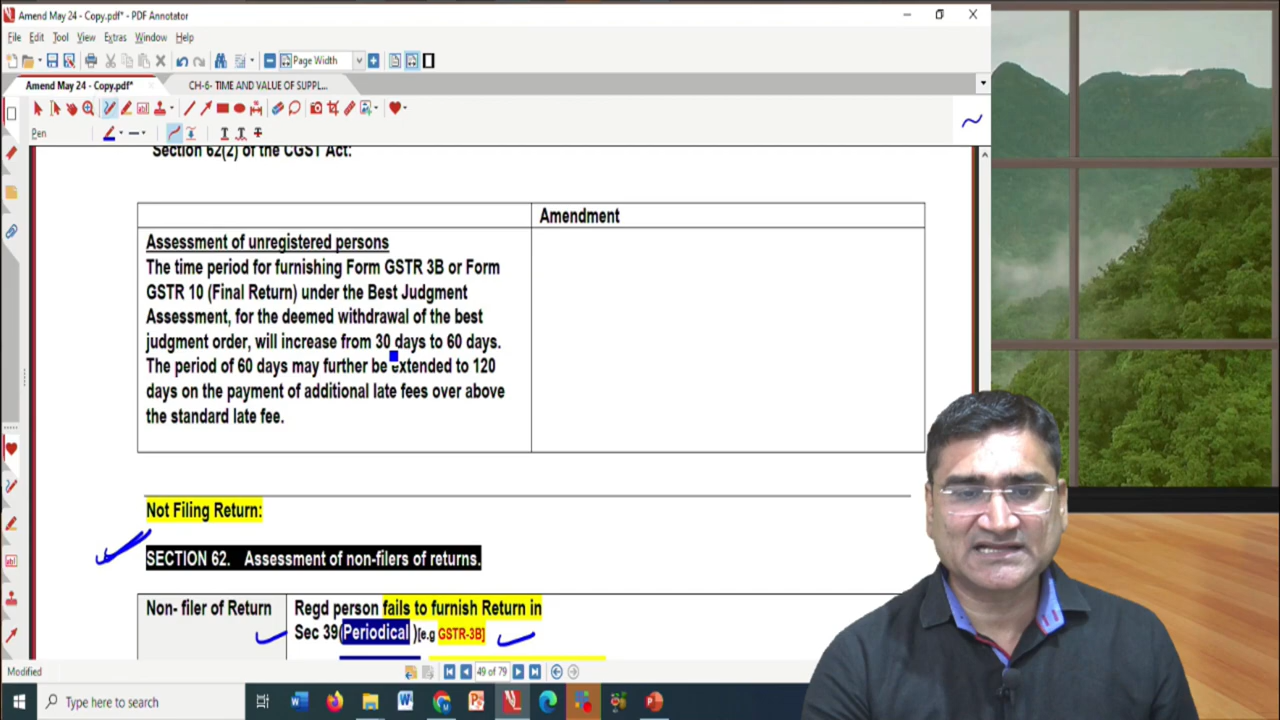 Amend May 24 - Copy.pdf* - PDF Annotator
File Edit Tool View Extras Window Help
Page Width
Amend May 24 - Copy.pdf* CH-6- TIME AND VALUE OF SUPPL...
Pen
Section 62(2) of the CGST Act:
Amendment
Assessment of unregistered persons
The time period for furnishing Form GSTR 3B or Form
GSTR 10 (Final Return) under the Best Judgment
Assessment, for the deemed withdrawal of the best
judgment order, will increase from 30 days to 60 days.
The period of 60 days may further be extended to 120
days on the payment of additional late fees over above
the standard late fee.
Not Filing Return:
SECTION 62. Assessment of non-filers of returns.
Non- filer of Return Regd person fails to furnish Return in
Sec 39(Periodical )[e.g GSTR-3B]
Modified 49 of 79
Type here to search